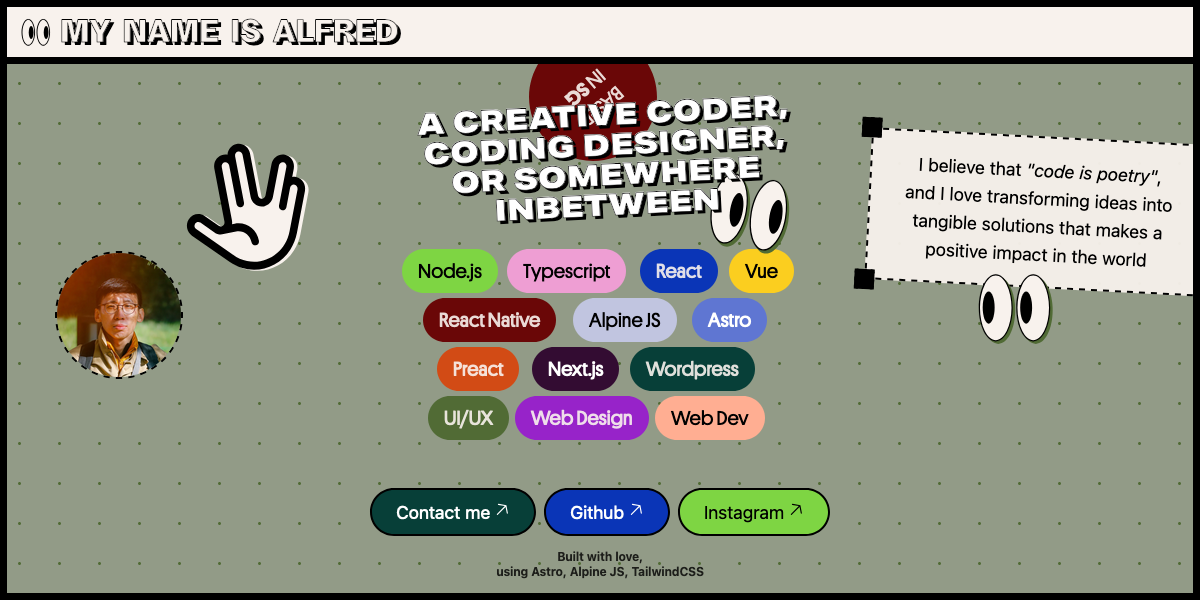 MY NAME IS ALFRED
BASED
IN SG
A CREATIVE CODER,
CODING DESIGNER,
OR SOMEWHERE
INBETWEEN
I believe that "code is poetry",
and I love transforming ideas into
tangible solutions that makes a
positive impact in the world
Node.js Typescript React Vue
React Native Alpine JS Astro
Preact Next.js Wordpress
UI/UX Web Design Web Dev
Contact me Github Instagram
Built with love,
using Astro, Alpine JS, TailwindCSS